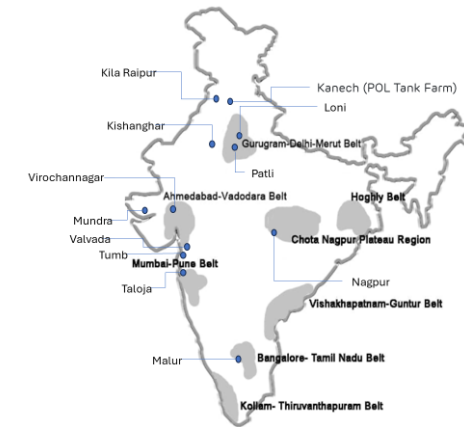 Kila Raipur
Kanech (POL Tank Farm)
Loni
Kishanghar
Gurugram-Delhi-Merut Belt
Patli
Virochannagar
Ahmedabad-Vadodara Belt
Hoghly Belt
Mundra
Valvada
Chota Nagpur Plateau Region
Tumb
Mumbai-Pune Belt
Nagpur
Taloja
Vishakhapatnam-Guntur Belt
Malur
Bangalore- Tamil Nadu Belt
Kollam- Thiruvanthapuram Belt